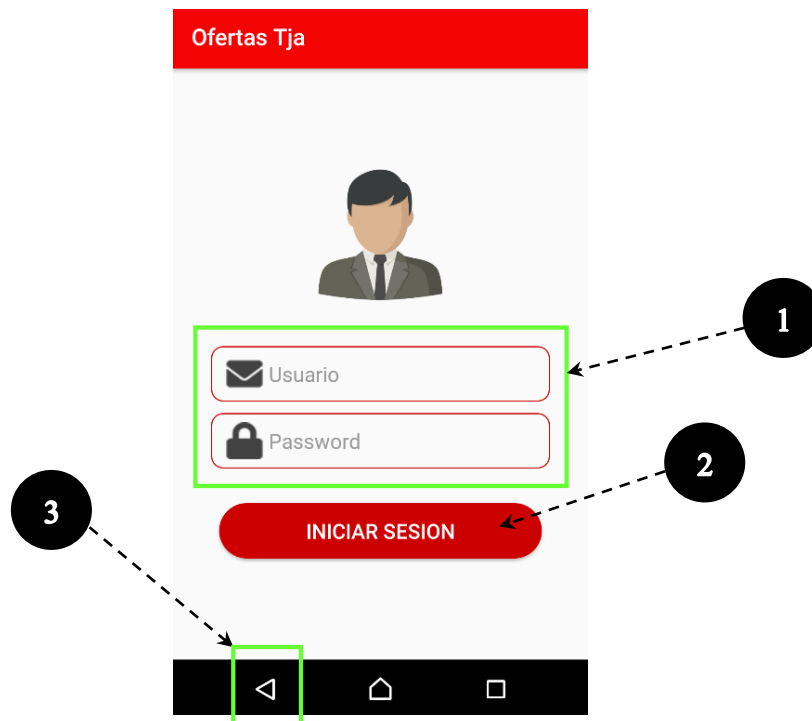 Ofertas Tja
1
Usuario
Password
2
3
INICIAR SESION